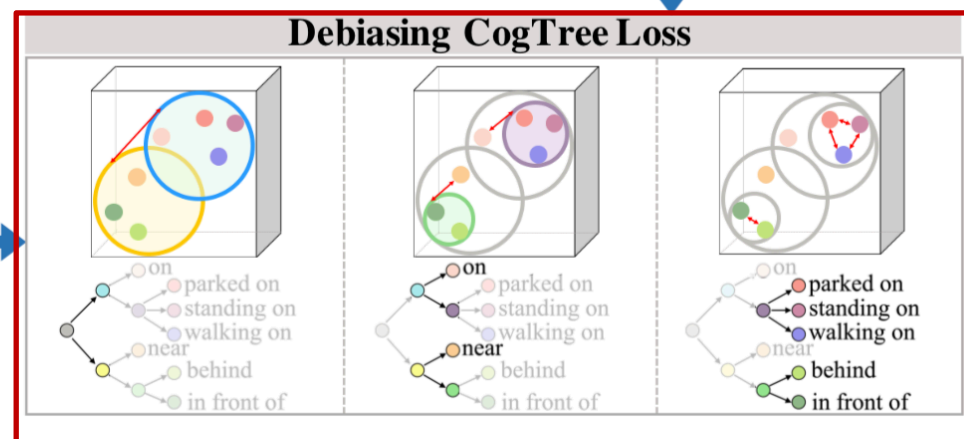 Debiasing CogTree Loss
on
parked on
standing on
walking on
near
behind
in front of
on
parked on
standing on
walking on
near
behind
in front of
on
parked on
standing on
walking on
near
behind
in front of